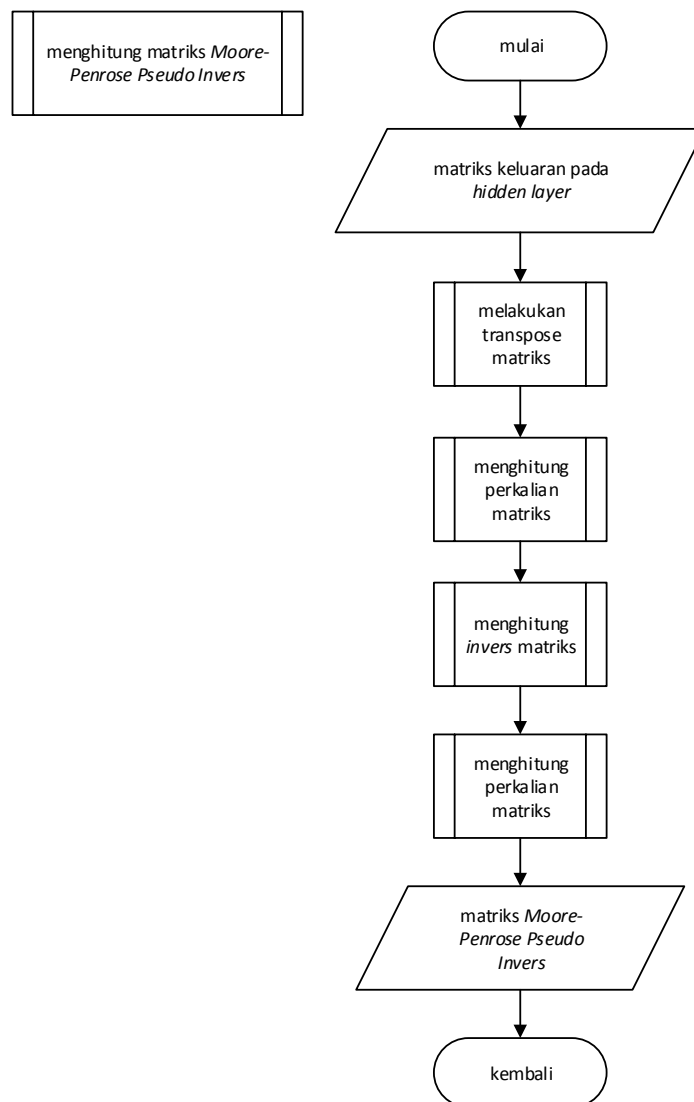 menghitung matriks Moore-
Penrose Pseudo Invers
mulai
matriks keluaran pada
hidden layer
melakukan
transpose
matriks
menghitung
perkalian
matriks
menghitung
invers matriks
menghitung
perkalian
matriks
matriks Moore-
Penrose Pseudo
Invers
kembali